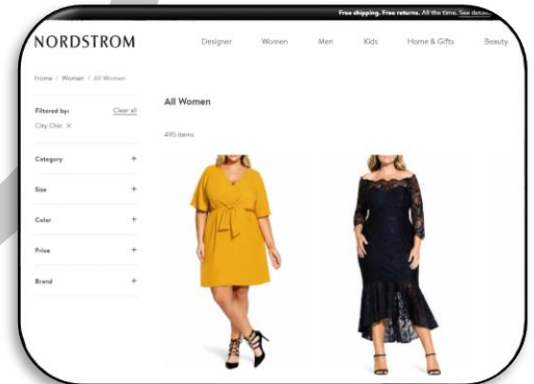 Free shipping. Free returns. All the time. See
NORDSTROM
Designer Women Men Kids Home & Gifts Beauty
Home / Women / All Women
Filtered by: Clear all
City Chic ×
All Women
495 items
Category +
Size +
Color +
Price +
Brand +